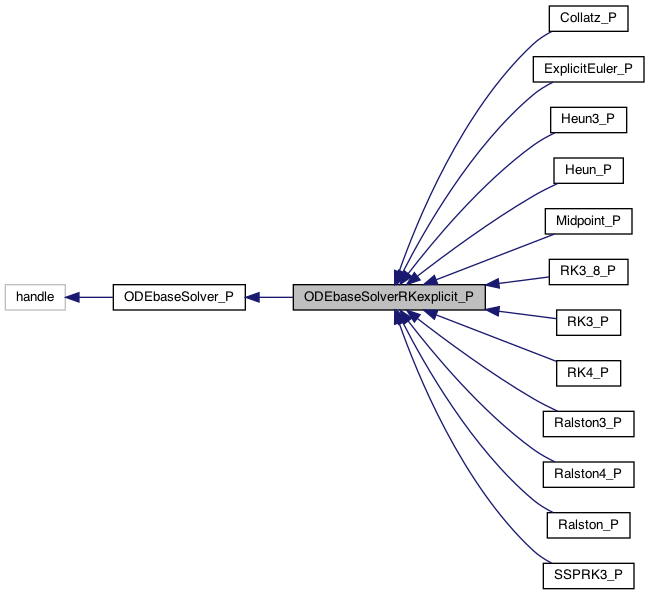 Collatz_P
ExplicitEuler_P
Heun3_P
Heun_P
Midpoint_P
RK3_8_P
handle
ODEbaseSolver_P
ODEbaseSolverRKexplicit_P
RK3_P
RK4_P
Ralston3_P
Ralston4_P
Ralston_P
SSPRK3_P